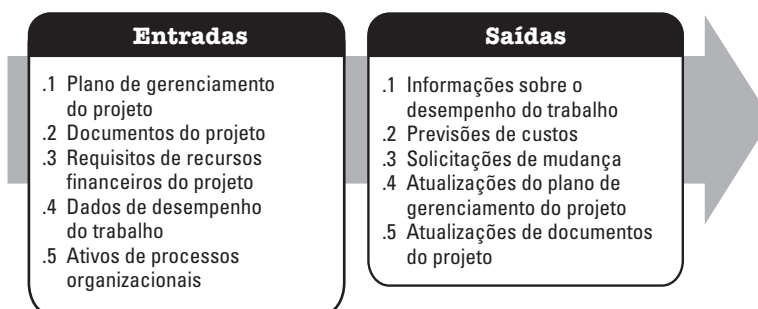 Entradas
.1 Plano de gerenciamento
do projeto
.2 Documentos do projeto
.3 Requisitos de recursos
financeiros do projeto
.4 Dados de desempenho
do trabalho
.5 Ativos de processos
organizacionais
Saídas
.1 Informações sobre o
desempenho do trabalho
.2 Previsões de custos
.3 Solicitações de mudança
.4 Atualizações do plano de
gerenciamento do projeto
.5 Atualizações de documentos
do projeto